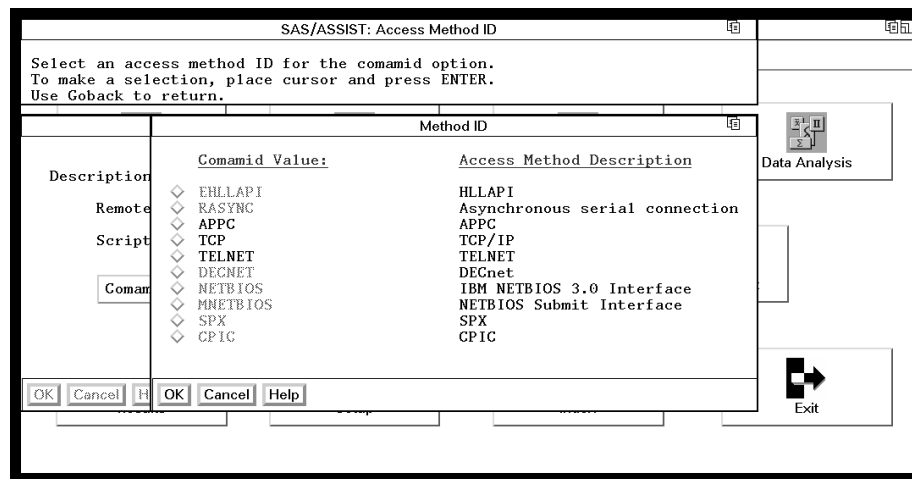 SAS/ASSIST: Access Method ID
Select an access method ID for the comamid option.
To make a selection, place cursor and press ENTER.
Use Goback to return.
Method ID
Comamid Value: Access Method Description
EHLLAPI HLLAPI
RASYNC Asynchronous serial connection
APPC APPC
TCP TCP/IP
TELNET TELNET
DECNET DECnet
NETBIOS IBM NETBIOS 3.0 Interface
MNETBIOS NETBIOS Submit Interface
SPX SPX
CPIC CPIC
OK Cancel Help
Description
Remote
Script
Comam
OK Cancel H
Data Analysis
Exit